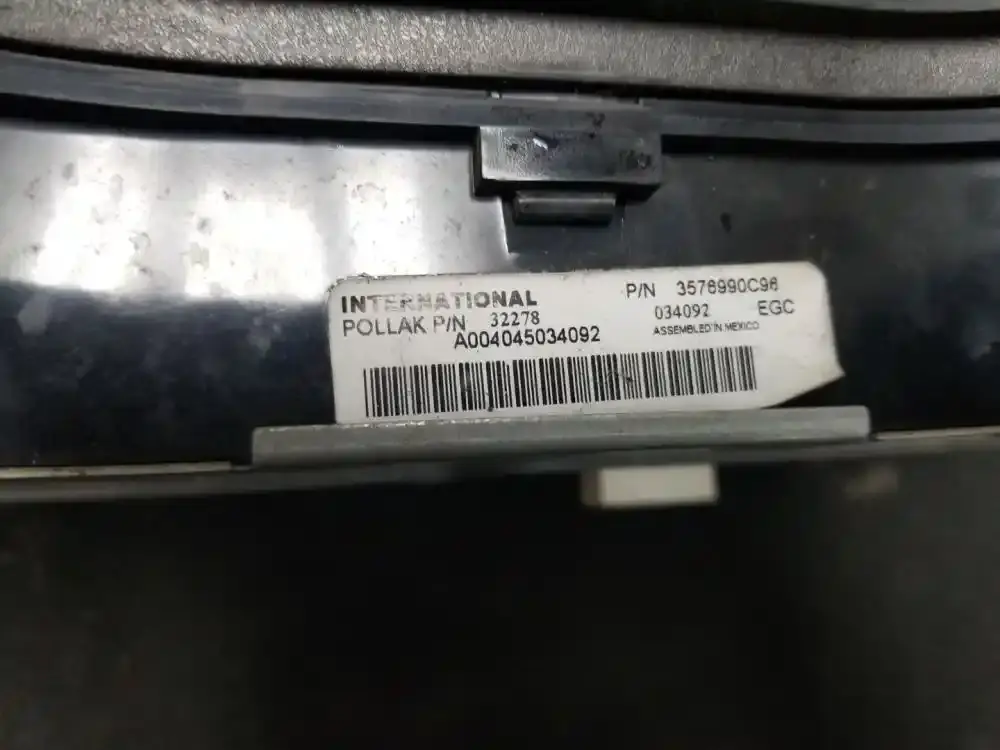 INTERNATIONAL P/N 3576990C96
POLLAK P/N 32278 034092 EGC
A004045034092 ASSEMBLED IN MEXICO